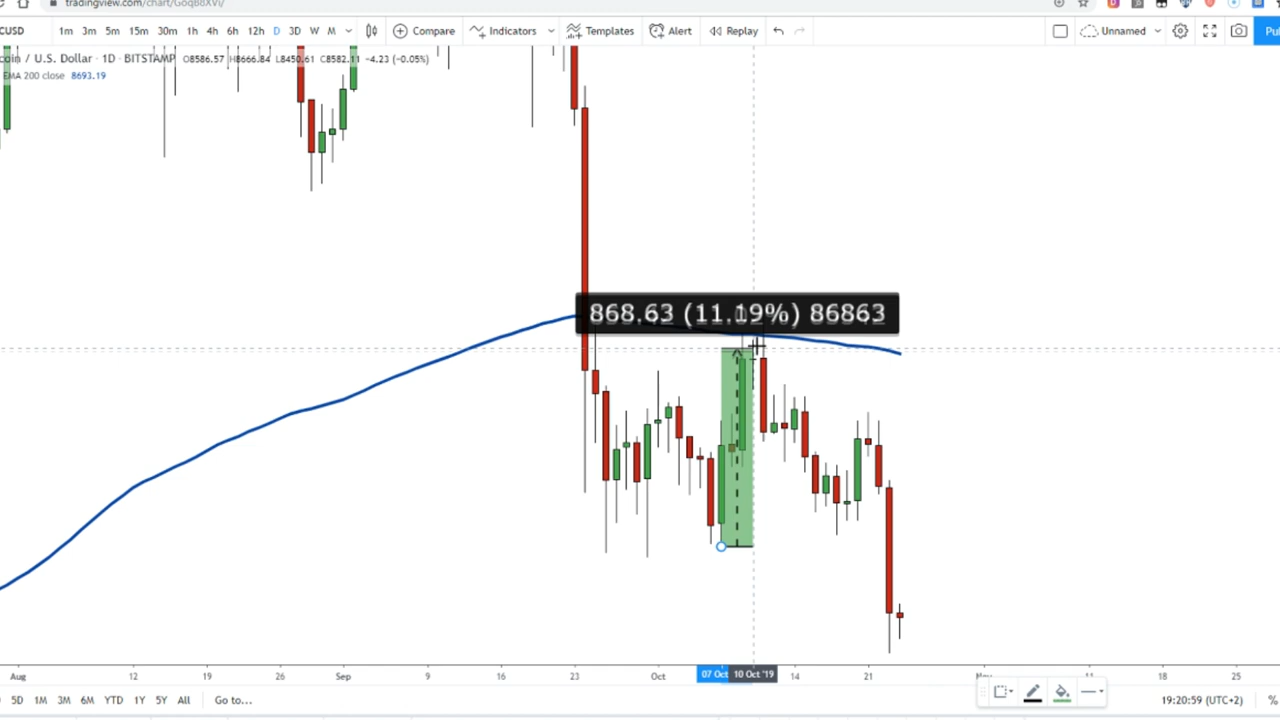 tradingview.com/chart/GoqB8XVi/
CUSD 1m 3m 5m 15m 30m 1h 4h 6h 12h D 3D W M Compare Indicators Templates Alert Replay Unnamed Pu
coin / U.S. Dollar · 1D · BITSTAMP O8586.57 H8666.84 L8450.61 C8582.11 -4.23 (-0.05%)
EMA 200 close 8693.19
868.63 (11.19%) 86863
Aug 12 19 26 Sep 9 16 23 Oct 07 Oct 10 Oct '19 14 21 11 18 25
5D 1M 3M 6M YTD 1Y 5Y All Go to... 19:20:59 (UTC+2) %